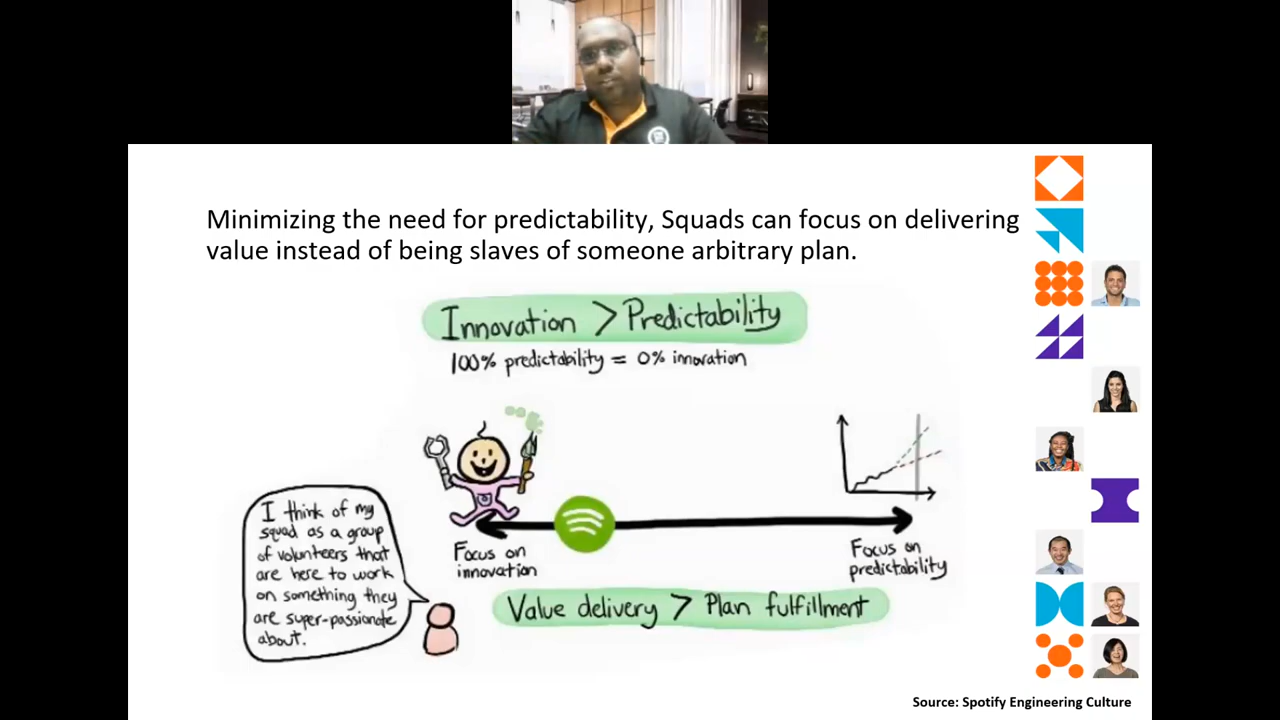 Minimizing the need for predictability, Squads can focus on delivering
value instead of being slaves of someone arbitrary plan.
Innovation > Predictability
100% predictability = 0% innovation
I think of my
squad as a group
of volunteers that
are here to work
on something they
are super-passionate
about.
Focus on
innovation
Focus on
predictability
Value delivery > Plan fulfillment
Source: Spotify Engineering Culture